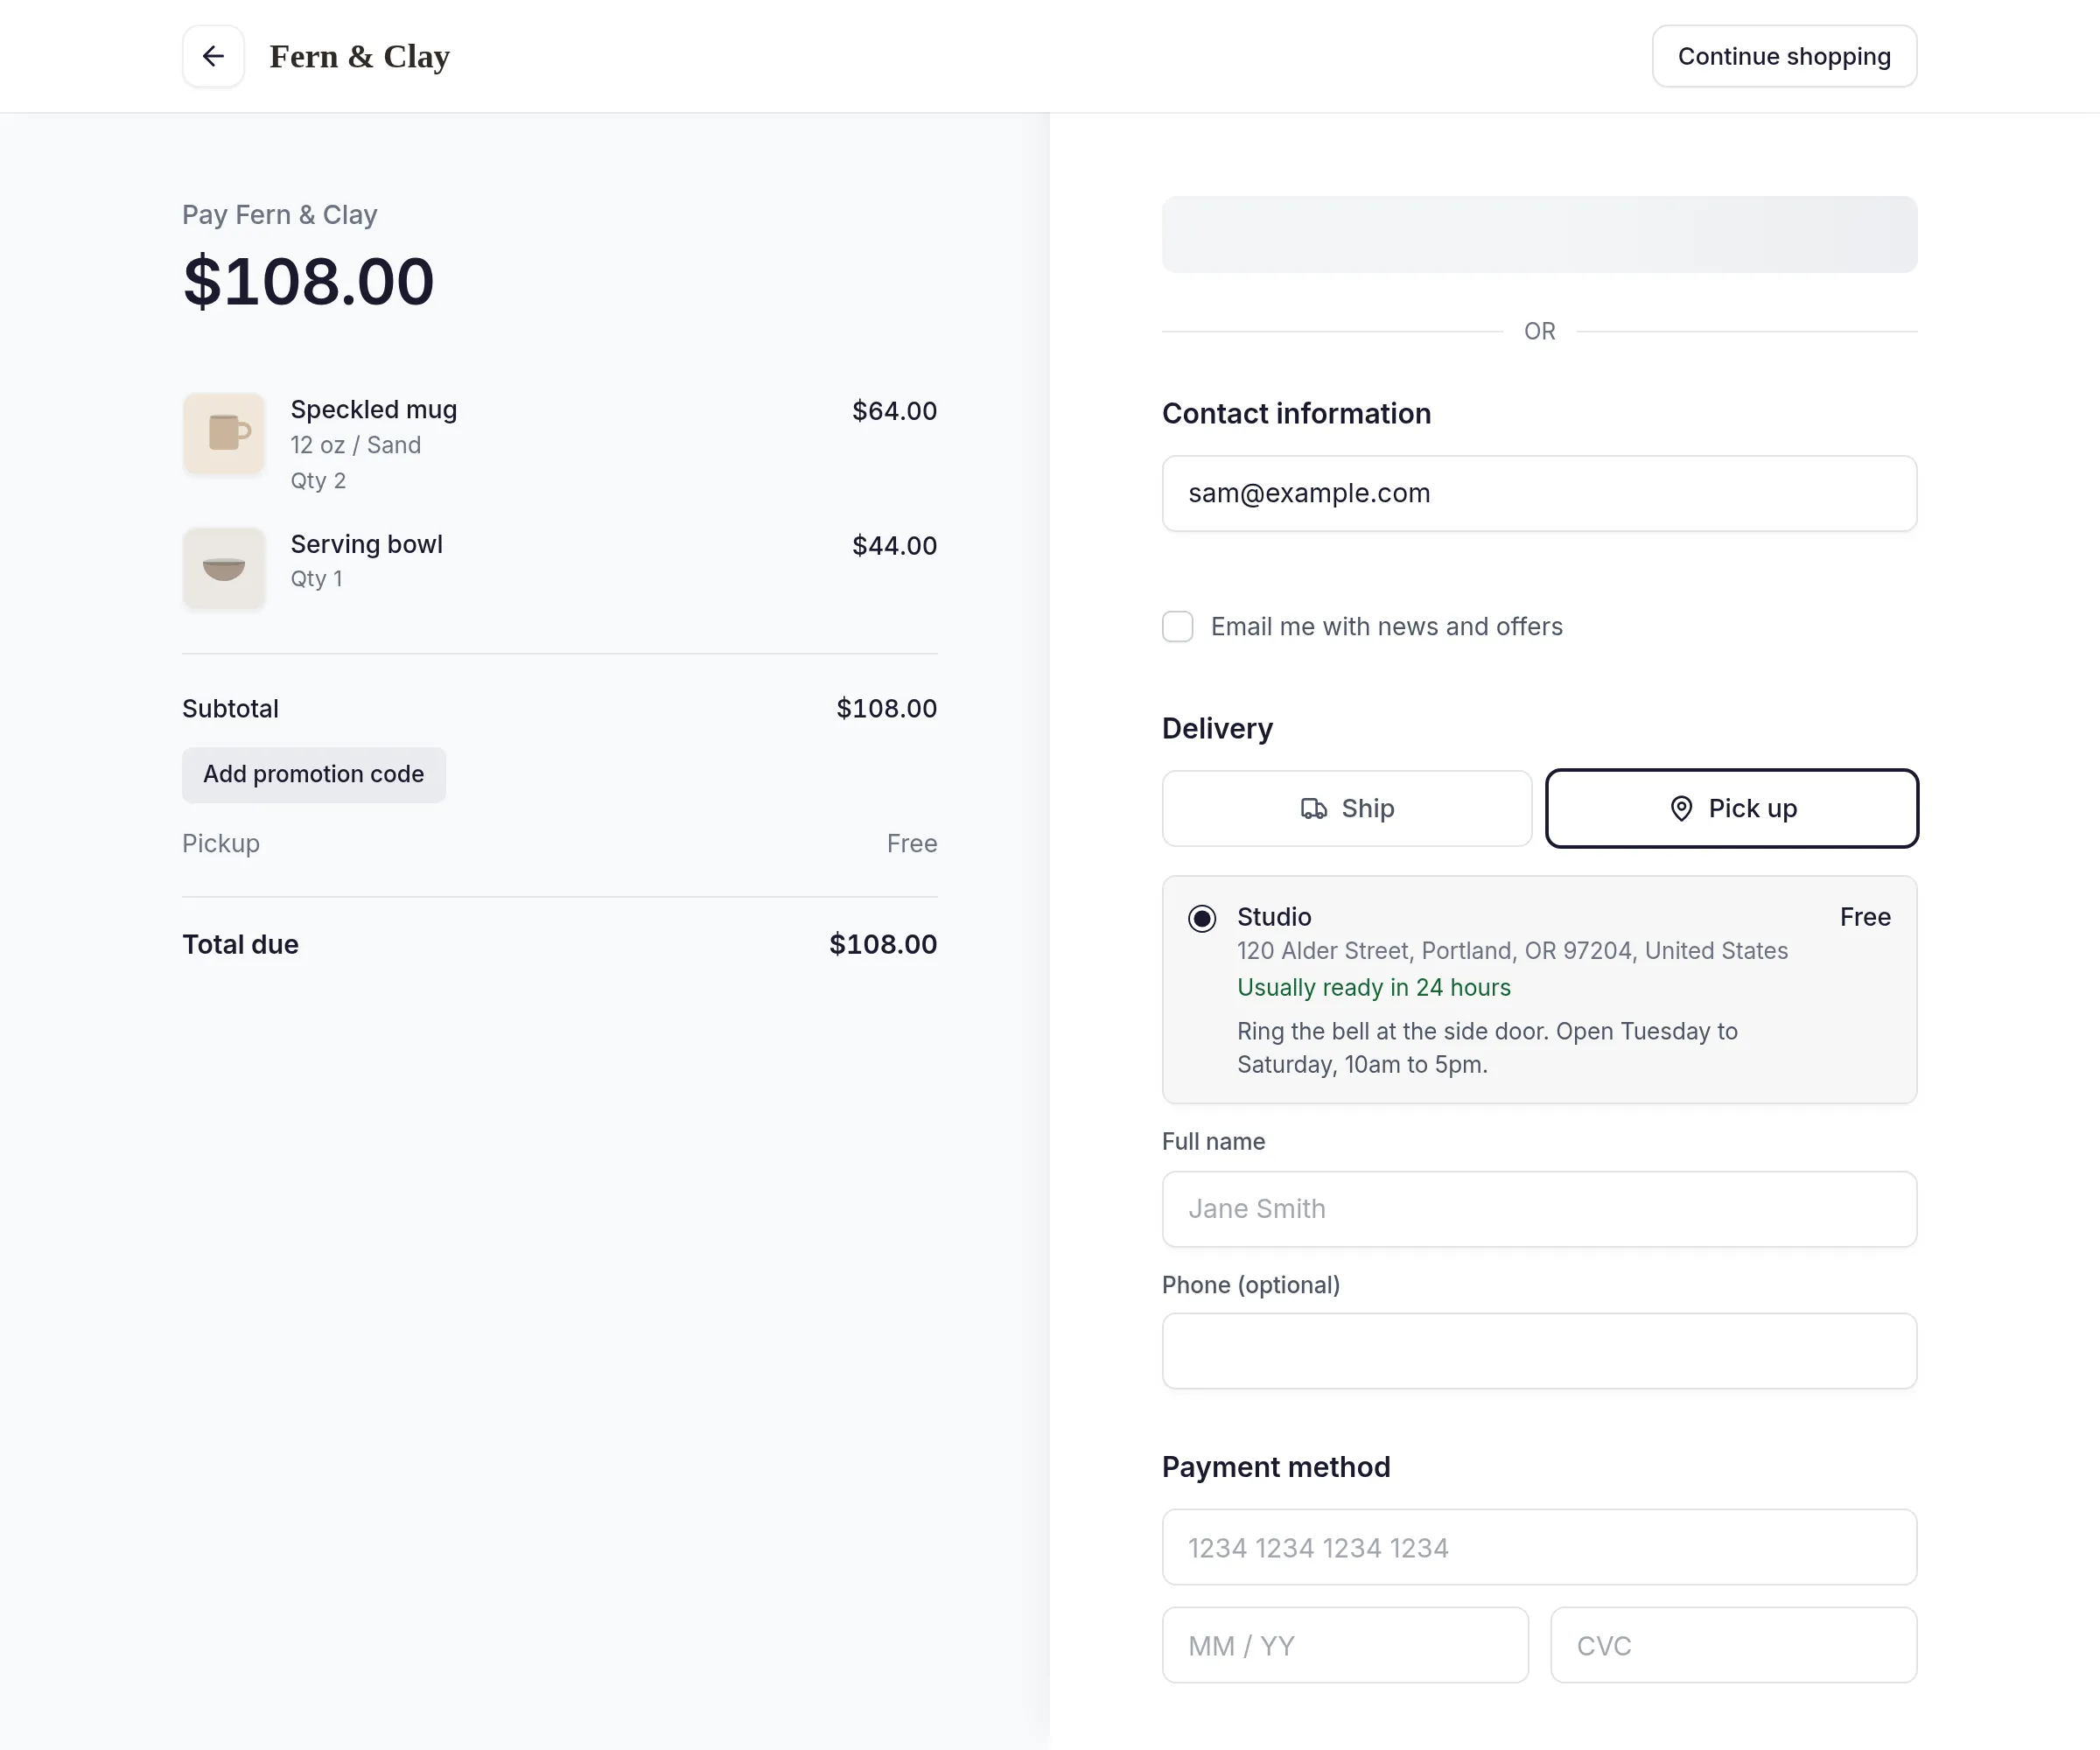 Fern & Clay
Continue shopping
Pay Fern & Clay
$108.00
Speckled mug
$64.00
12 oz / Sand
Qty 2
Serving bowl
$44.00
Qty 1
Subtotal
$108.00
Add promotion code
Pickup
Free
Total due
$108.00
OR
Contact information
sam@example.com
Email me with news and offers
Delivery
Ship
Pick up
Studio
Free
120 Alder Street, Portland, OR 97204, United States
Usually ready in 24 hours
Ring the bell at the side door. Open Tuesday to
Saturday, 10am to 5pm.
Full name
Jane Smith
Phone (optional)
Payment method
1234 1234 1234 1234
MM / YY
CVC